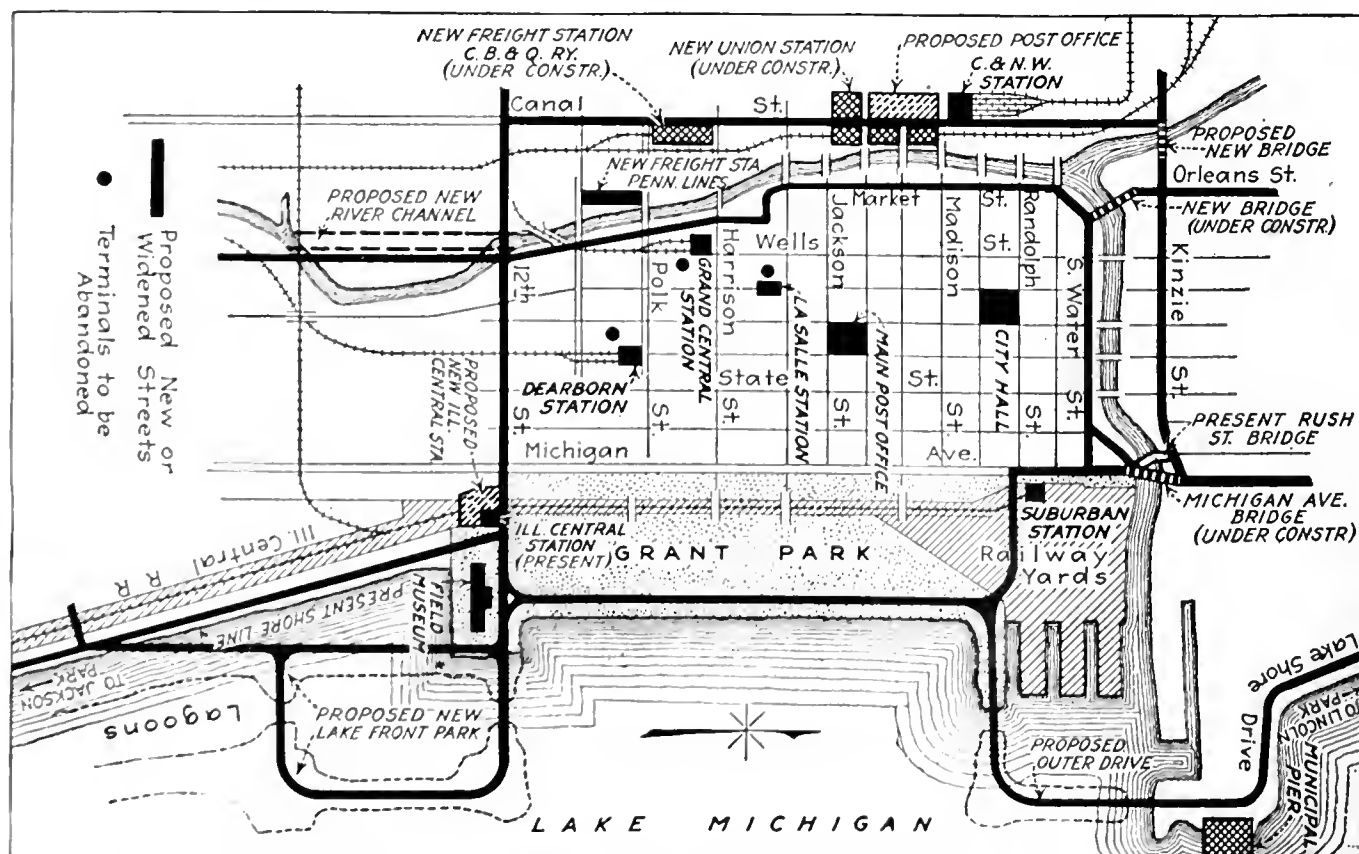 NEW FREIGHT STATION
C. B. & Q. RY.
(UNDER CONSTR.)
NEW UNION STATION
(UNDER CONSTR.)
PROPOSED POST OFFICE
C. & N.W.
STATION
Canal St.
PROPOSED
NEW BRIDGE
Orleans St.
NEW BRIDGE
(UNDER CONSTR)
NEW FREIGHT STA
PENN. LINES
PROPOSED NEW
RIVER CHANNEL
Market St.
Wells St.
State St.
Michigan Ave.
12th St.
Polk St.
Harrison St.
Jackson St.
Madison St.
Randolph St.
S. Water St.
Kinzie St.
GRAND CENTRAL
STATION
LA SALLE STATION
MAIN POST OFFICE
CITY HALL
DEARBORN
STATION
PROPOSED
NEW ILL.
CENTRAL STA.
Proposed New or
Widened Streets
Terminals to be
Abandoned
PRESENT RUSH
ST. BRIDGE
MICHIGAN AVE.
BRIDGE
(UNDER CONSTR)
SUBURBAN
STATION
Railway
Yards
ILL. CENTRAL
STATION
(PRESENT)
GRANT PARK
Ill. Central
R R
PRESENT SHORE LINE
FIELD
MUSEUM
TO JACKSON
PARK
Lagoons
PROPOSED NEW
LAKE FRONT PARK
PROPOSED
OUTER DRIVE
Lake Shore
Drive
TO LINCOLN
PARK
MUNICIPAL
PIER
LAKE MICHIGAN